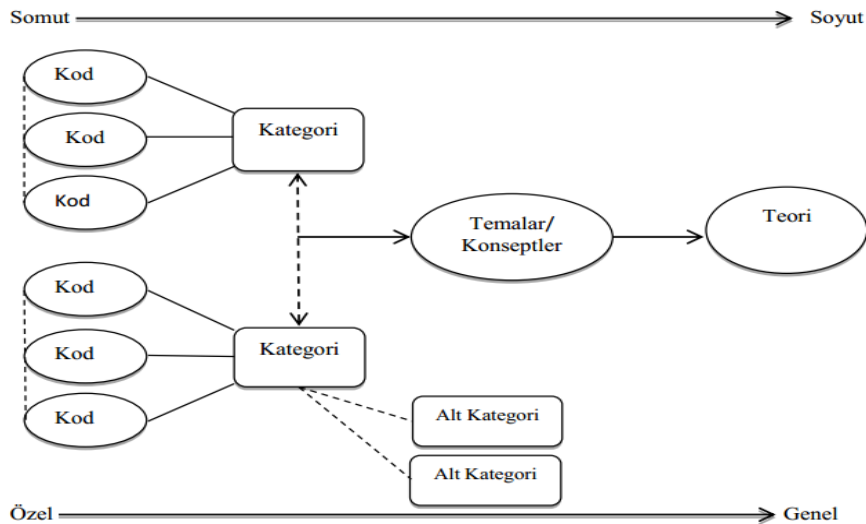 Somut Soyut
Kod
Kategori
Kod
Kod
Temalar/
Konseptler
Teori
Kod
Kategori
Kod
Kod
Alt Kategori
Alt Kategori
Özel Genel